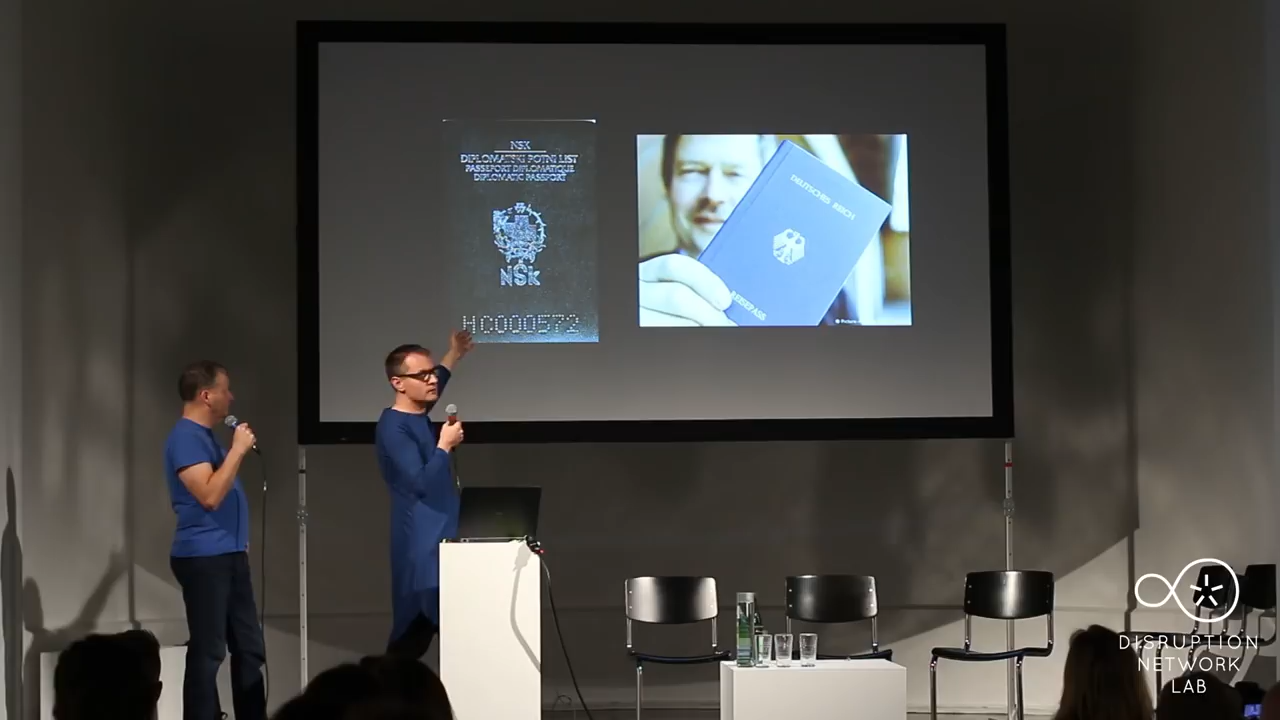 NSK
DIPLOMATSKI POTNI LIST
PASSEPORT DIPLOMATIQUE
DIPLOMATIC PASSPORT
NSK
HC000572
DEUTSCHES REICH
REISEPASS
DISRUPTION
NETWORK
LAB